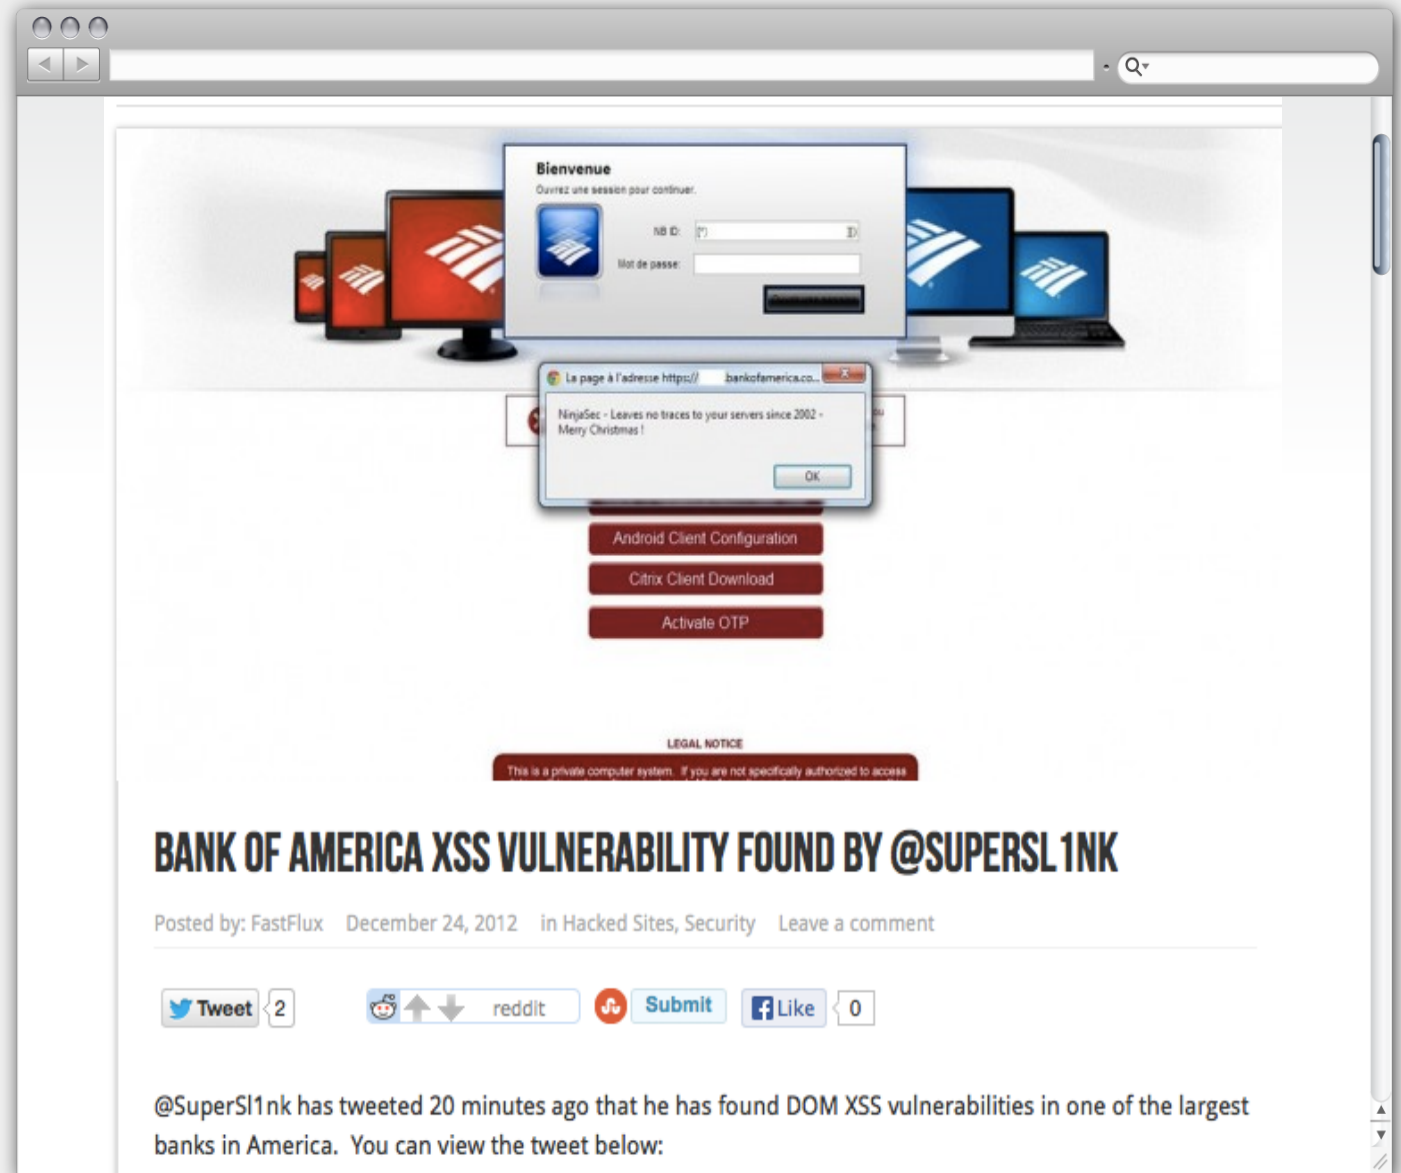 Bienvenue
Ouvrez une session pour continuer.
NB ID:
Mot de passe:
La page à l'adresse https:// .bankofamerica.co...
NinjaSec - Leaves no traces to your servers since 2002 -
Merry Christmas !
OK
Android Client Configuration
Citrix Client Download
Activate OTP
LEGAL NOTICE
This is a private computer system. If you are not specifically authorized to access
BANK OF AMERICA XSS VULNERABILITY FOUND BY @SUPERSL1NK
Posted by: FastFlux December 24, 2012 in Hacked Sites, Security Leave a comment
Tweet 2 reddit Submit Like 0
@SuperSl1nk has tweeted 20 minutes ago that he has found DOM XSS vulnerabilities in one of the largest
banks in America. You can view the tweet below: